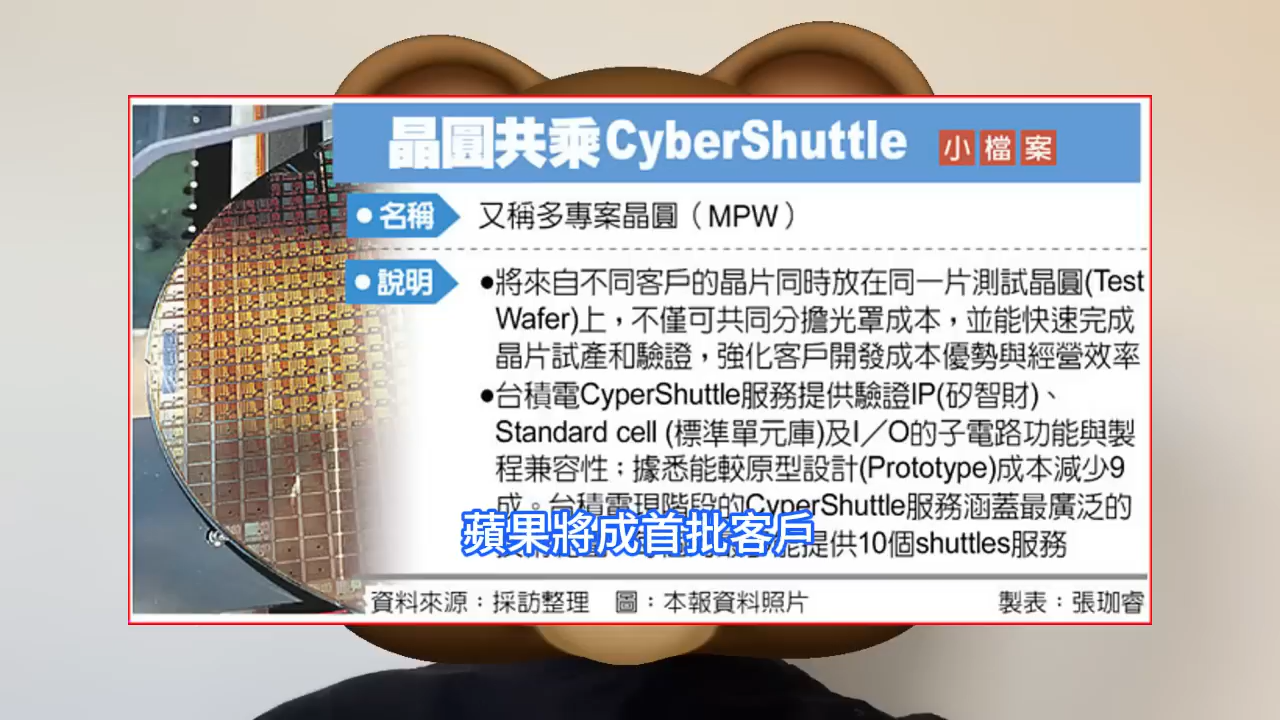 晶圓共乘CyberShuttle 小檔案
名稱
又稱多專案晶圓（MPW）
說明
●將來自不同客戶的晶片同時放在同一片測試晶圓(Test
Wafer)上，不僅可共同分擔光罩成本，並能快速完成
晶片試產和驗證，強化客戶開發成本優勢與經營效率
●台積電CyperShuttle服務提供驗證IP(矽智財)、
Standard cell (標準單元庫)及I／O的子電路功能與製
程兼容性；據悉能較原型設計(Prototype)成本減少9
成。台積電現階段的CyperShuttle服務涵蓋最廣泛的
能提供10個shuttles服務
蘋果將成首批客戶
資料來源：採訪整理 圖：本報資料照片 製表：張珈睿